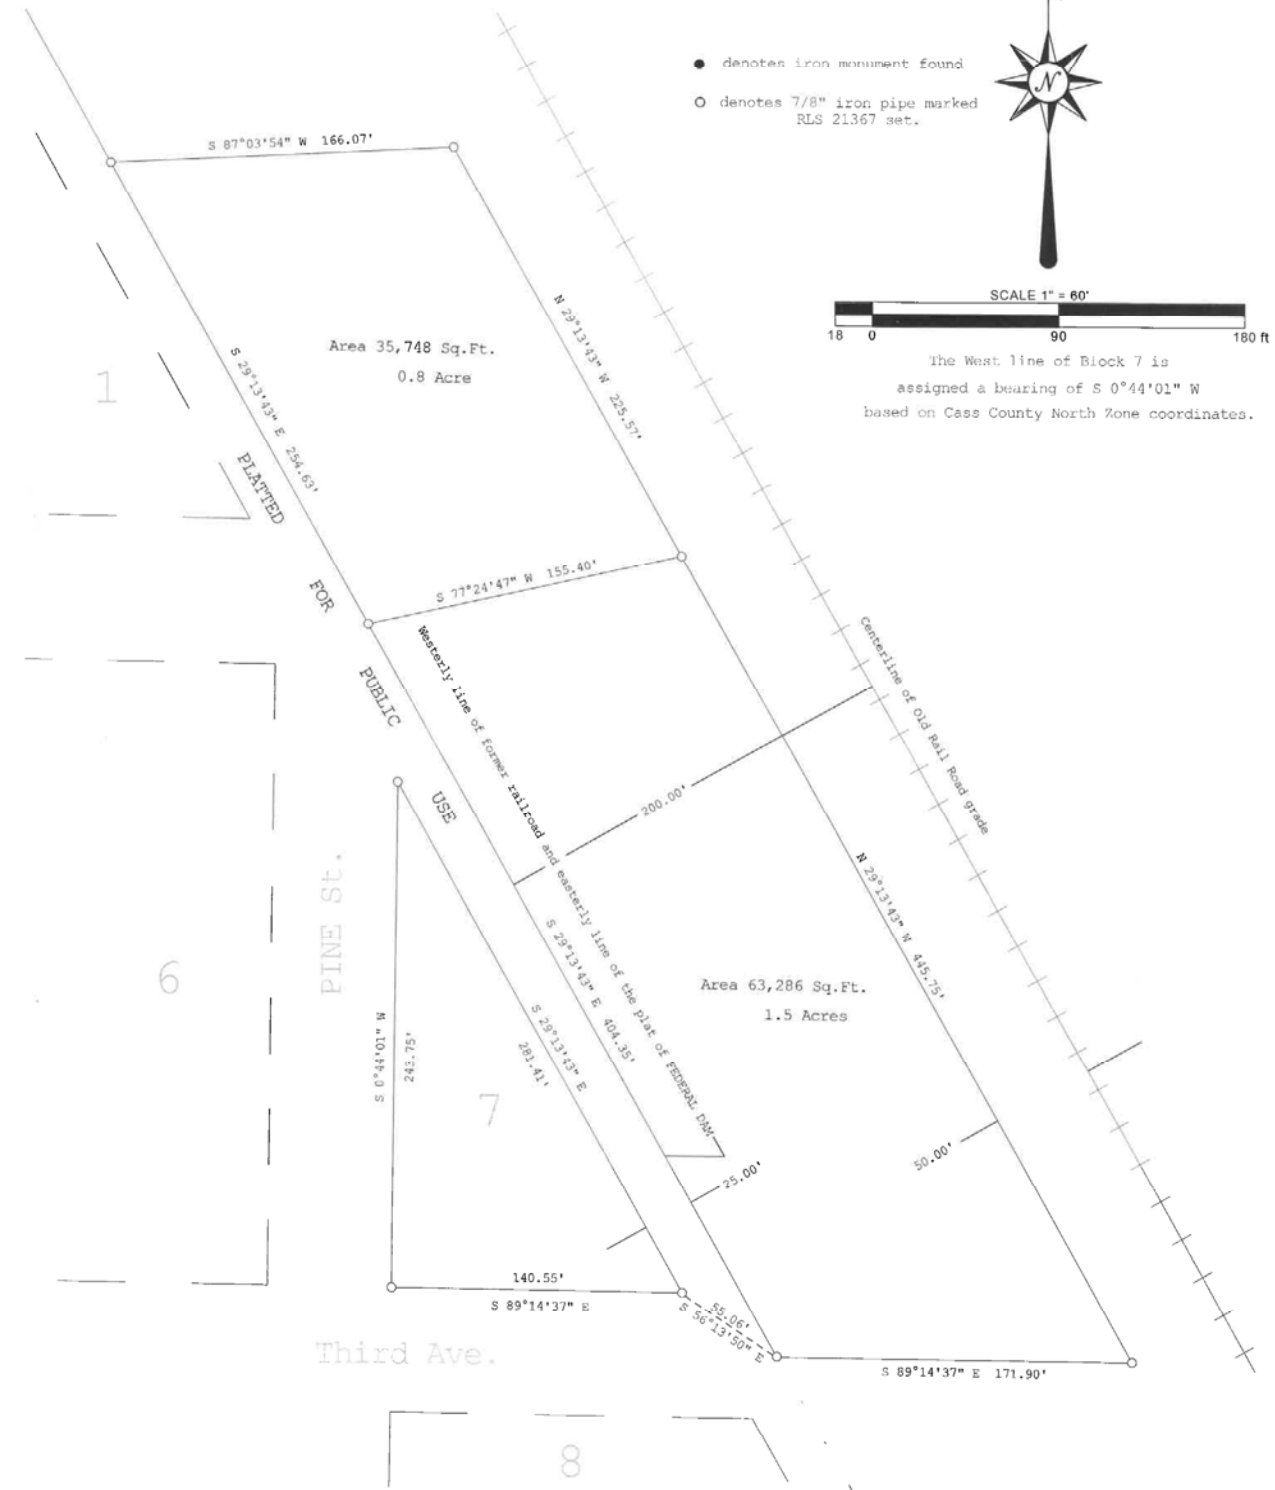 ● denotes iron monument found
○ denotes 7/8" iron pipe marked
RLS 21367 set.
N
SCALE 1" = 60'
18 0 90 180 ft
The West line of Block 7 is
assigned a bearing of S 0°44'01" W
based on Cass County North Zone coordinates.
S 87°03'54" W 166.07'
N 29°13'43" W 225.57'
Area 35,748 Sq.Ft.
0.8 Acre
S 29°13'43" E 254.63'
1
PLATTED
FOR
PUBLIC
USE
S 77°24'47" W 155.40'
Westerly line of former railroad and easterly line of the plat of FEDERAL DAM
Centerline of Old Rail Road grade
200.00'
N 29°13'43" W 445.75'
PINE St.
6
S 29°13'43" E 404.35'
Area 63,286 Sq.Ft.
1.5 Acres
S 0°44'01" W
243.75'
S 29°13'43" E
281.41'
7
50.00'
25.00'
140.55'
S 89°14'37" E
55.06'
S 56°13'50" E
Third Ave.
S 89°14'37" E 171.90'
8